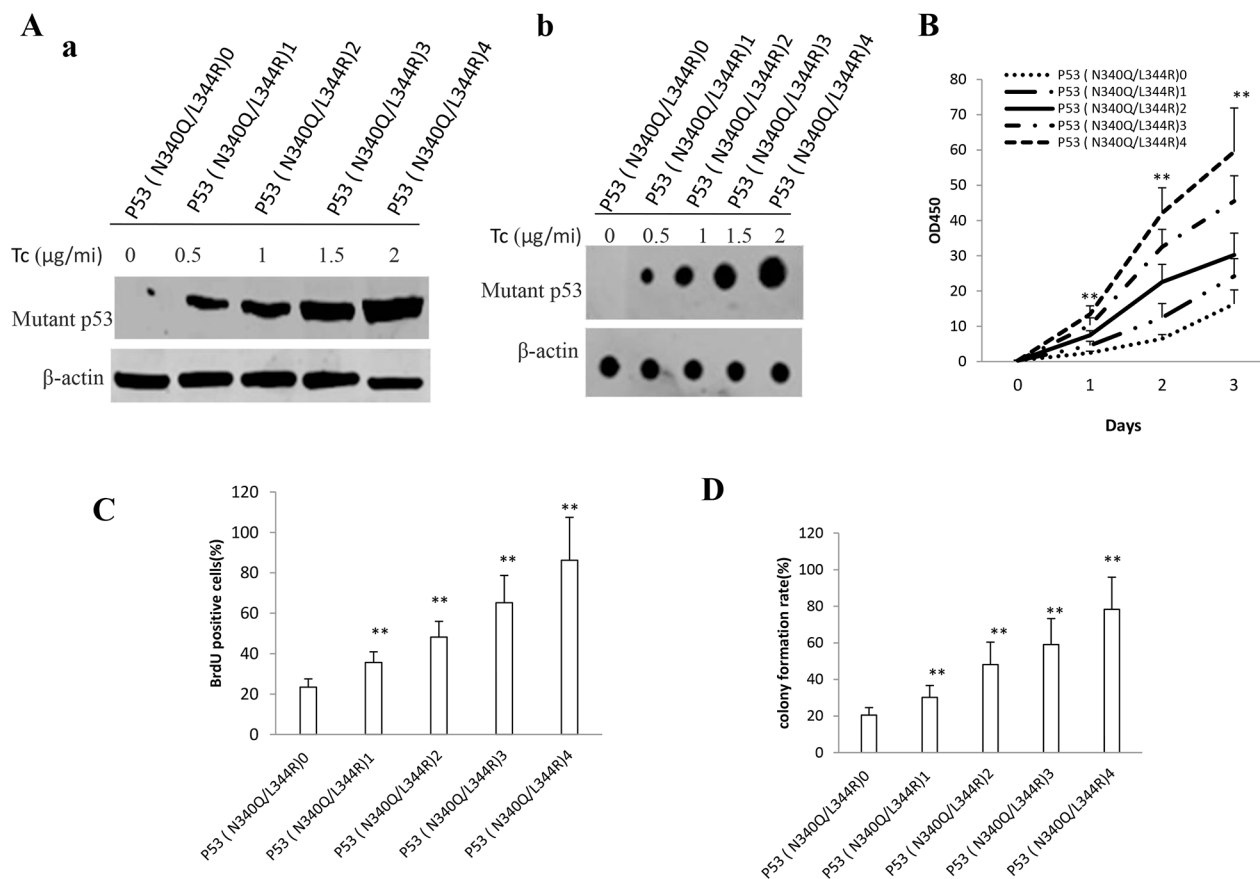 A
a
P53 ( N340Q/L344R)0
P53 ( N340Q/L344R)1
P53 ( N340Q/L344R)2
P53 ( N340Q/L344R)3
P53 ( N340Q/L344R)4
Tc (μg/mi) 0 0.5 1 1.5 2
Mutant p53
β-actin
b
P53 ( N340Q/L344R)0
P53 ( N340Q/L344R)1
P53 ( N340Q/L344R)2
P53 ( N340Q/L344R)3
P53 ( N340Q/L344R)4
Tc (μg/mi) 0 0.5 1 1.5 2
Mutant p53
β-actin
B
P53 ( N340Q/L344R)0
P53 ( N340Q/L344R)1
P53 ( N340Q/L344R)2
P53 ( N340Q/L344R)3
P53 ( N340Q/L344R)4
OD450
80
70
60
50
40
30
20
10
0
**
**
**
0 1 2 3
Days
C
BrdU positive cells(%)
120
100
80
60
40
20
0
**
**
**
**
P53 ( N340Q/L344R)0
P53 ( N340Q/L344R)1
P53 ( N340Q/L344R)2
P53 ( N340Q/L344R)3
P53 ( N340Q/L344R)4
D
colony formation rate(%)
120
100
80
60
40
20
0
**
**
**
**
P53 ( N340Q/L344R)0
P53 ( N340Q/L344R)1
P53 ( N340Q/L344R)2
P53 ( N340Q/L344R)3
P53 ( N340Q/L344R)4